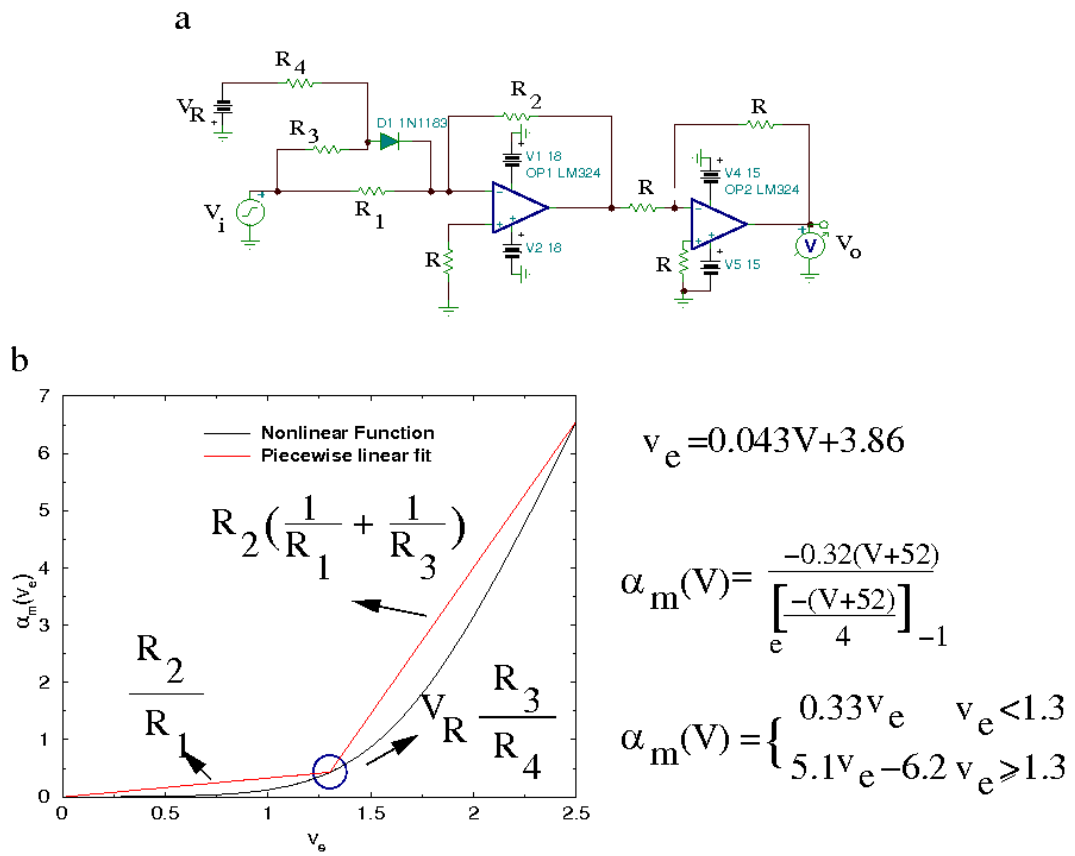 a
R4
VR
+
R3
D1 1N1183
R2
V1 18
OP1 LM324
R1
Vi
R
V2 18
R
R
V4 15
OP2 LM324
R
V5 15
V
Vo
b
7
6
5
4
3
2
1
0
αm(ve)
Nonlinear Function
Piecewise linear fit
R2(1/R1 + 1/R3)
R2/R1
VR R3/R4
0
0.5
1
1.5
2
2.5
ve
ve=0.043V+3.86
αm(V)= -0.32(V+52) / e[-(V+52)/4]-1
αm(V)={ 0.33ve ve<1.3
5.1ve-6.2 ve≥1.3